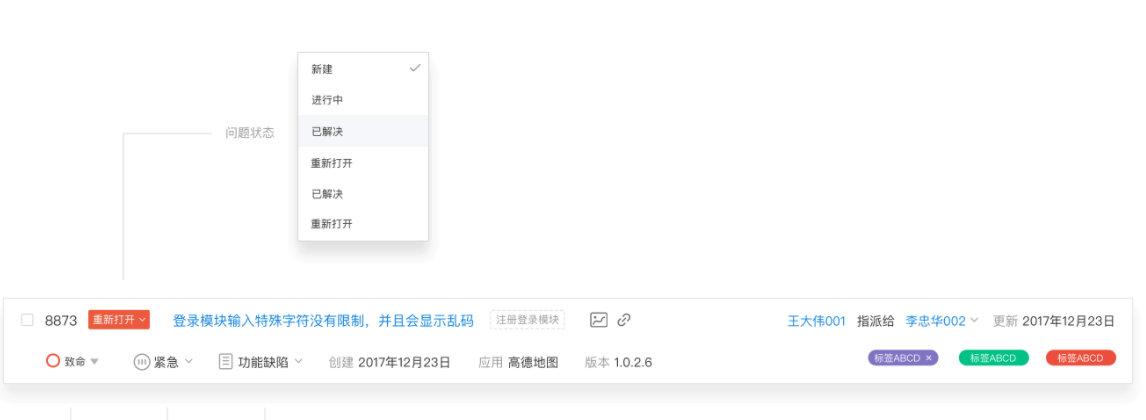 新建
进行中
问题状态
已解决
重新打开
已解决
重新打开
8873 重新打开 登录模块输入特殊字符没有限制，并且会显示乱码 注册登录模块 王大伟001 指派给 李忠华002 更新 2017年12月23日
致命 紧急 功能缺陷 创建 2017年12月23日 应用 高德地图 版本 1.0.2.6 标签ABCD × 标签ABCD 标签ABCD